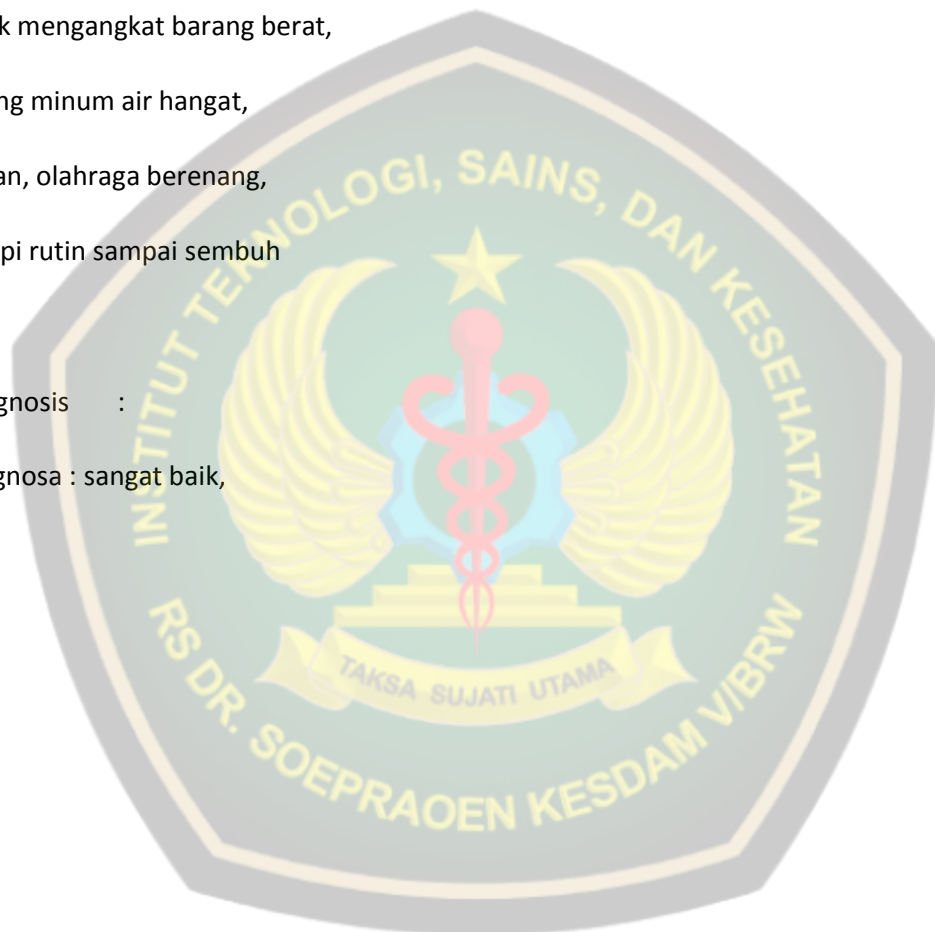 k mengangkat barang berat,
ng minum air hangat,
an, olahraga berenang,
pi rutin sampai sembuh
gnosis :
gnosa : sangat baik,
INSTITUT TEKNOLOGI, SAINS, DAN KESEHATAN
TAKSA SUJATI UTAMA
RS DR. SOEPRAOEN KESDAM V/BRW